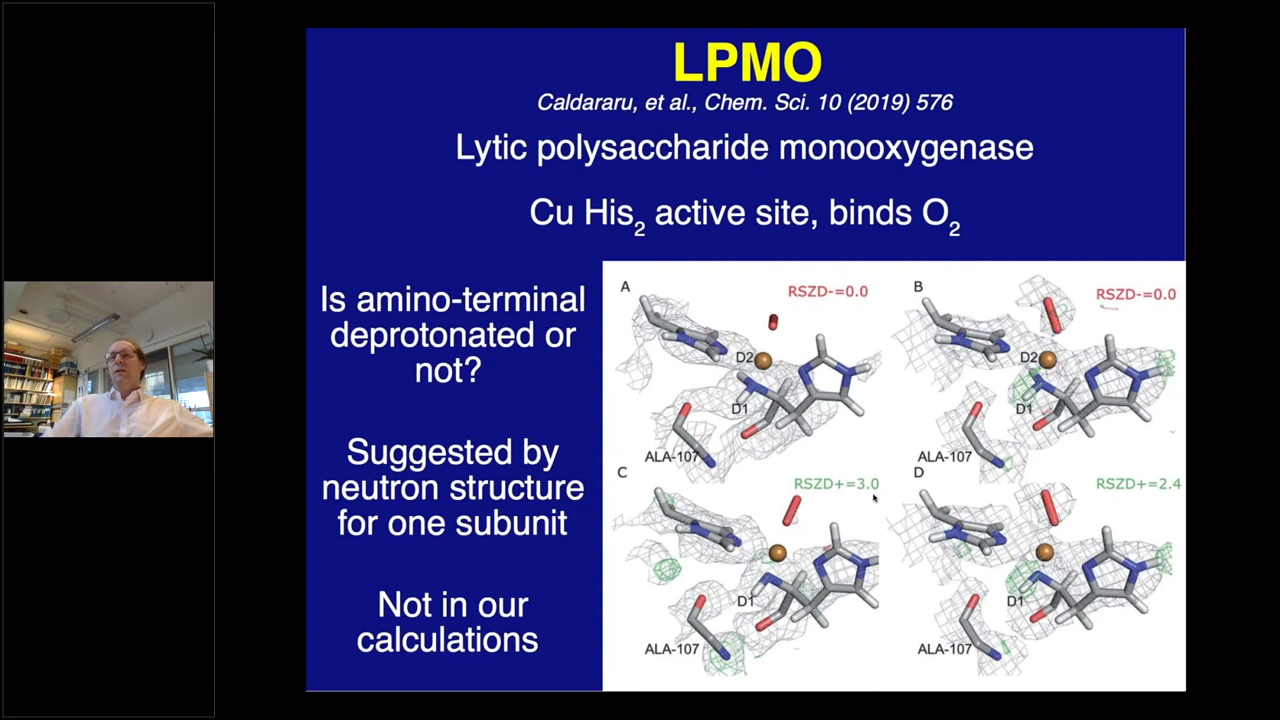 LPMO
Caldararu, et al., Chem. Sci. 10 (2019) 576
Lytic polysaccharide monooxygenase
Cu His2 active site, binds O2
Is amino-terminal
deprotonated or
not?
Suggested by
neutron structure
for one subunit
Not in our
calculations
A
RSZD-=0.0
D2
D1
ALA-107
B
RSZD-=0.0
D2
D1
ALA-107
C
RSZD+=3.0
D1
ALA-107
D
RSZD+=2.4
D1
ALA-107